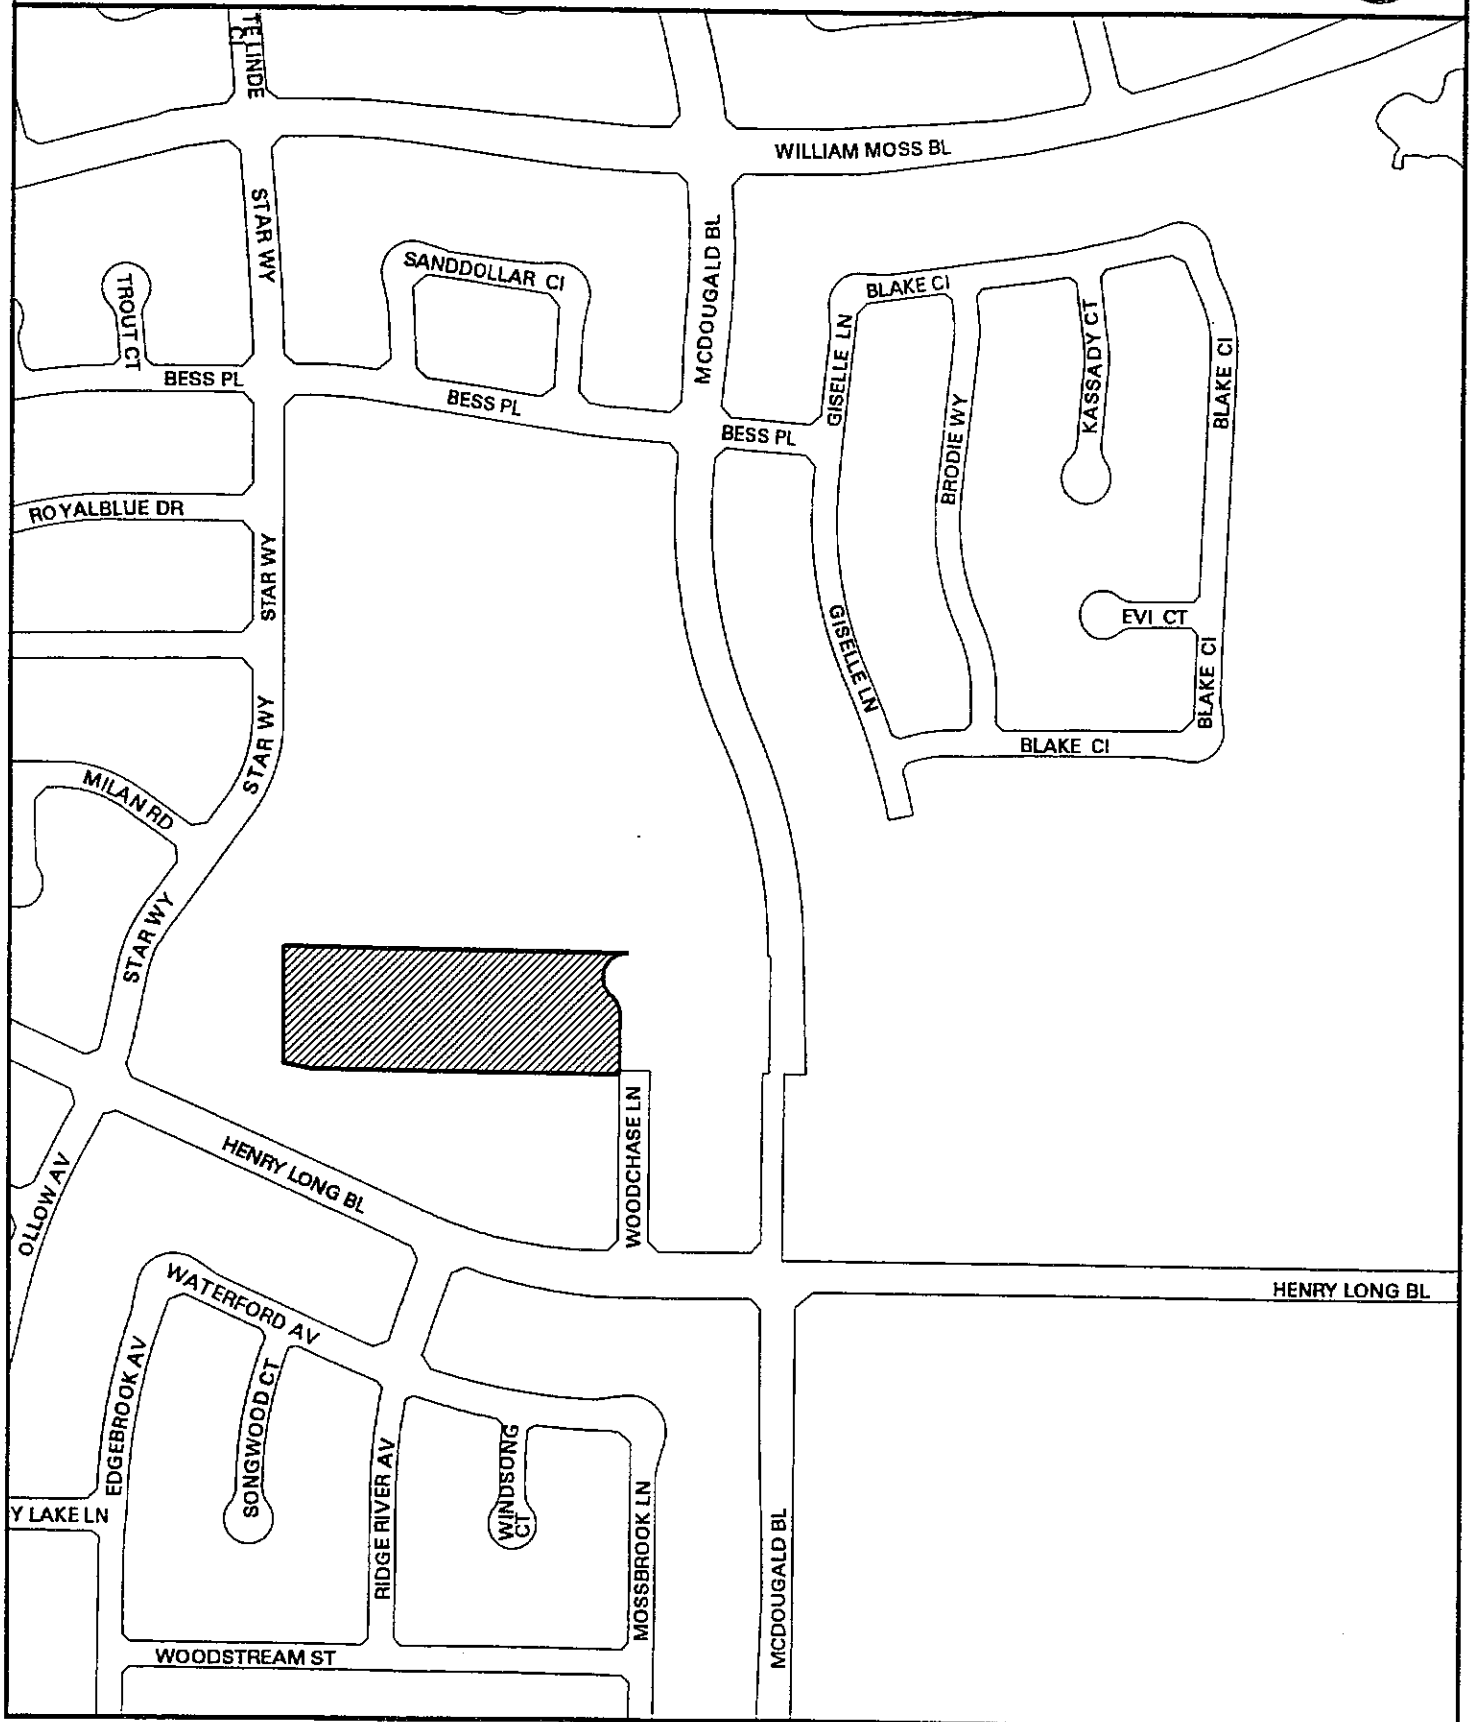 TE LINDE
CI
WILLIAM MOSS BL
STAR WY
MCDOUGALD BL
SANDDOLLAR CI
TROUT CT
BLAKE CI
GISELLE LN
KASSADY CT
BLAKE CI
BESS PL
BESS PL
BESS PL
BRODIE WY
ROYALBLUE DR
STAR WY
EVI CT
GISELLE LN
BLAKE CI
STAR WY
BLAKE CI
MILAN RD
STAR WY
WOODCHASE LN
HENRY LONG BL
OLLOW AV
HENRY LONG BL
WATERFORD AV
EDGEBROOK AV
SONGWOOD CT
RIDGE RIVER AV
WINDSONG
CT
MOSSBROOK LN
Y LAKE LN
MCDOUGALD BL
WOODSTREAM ST